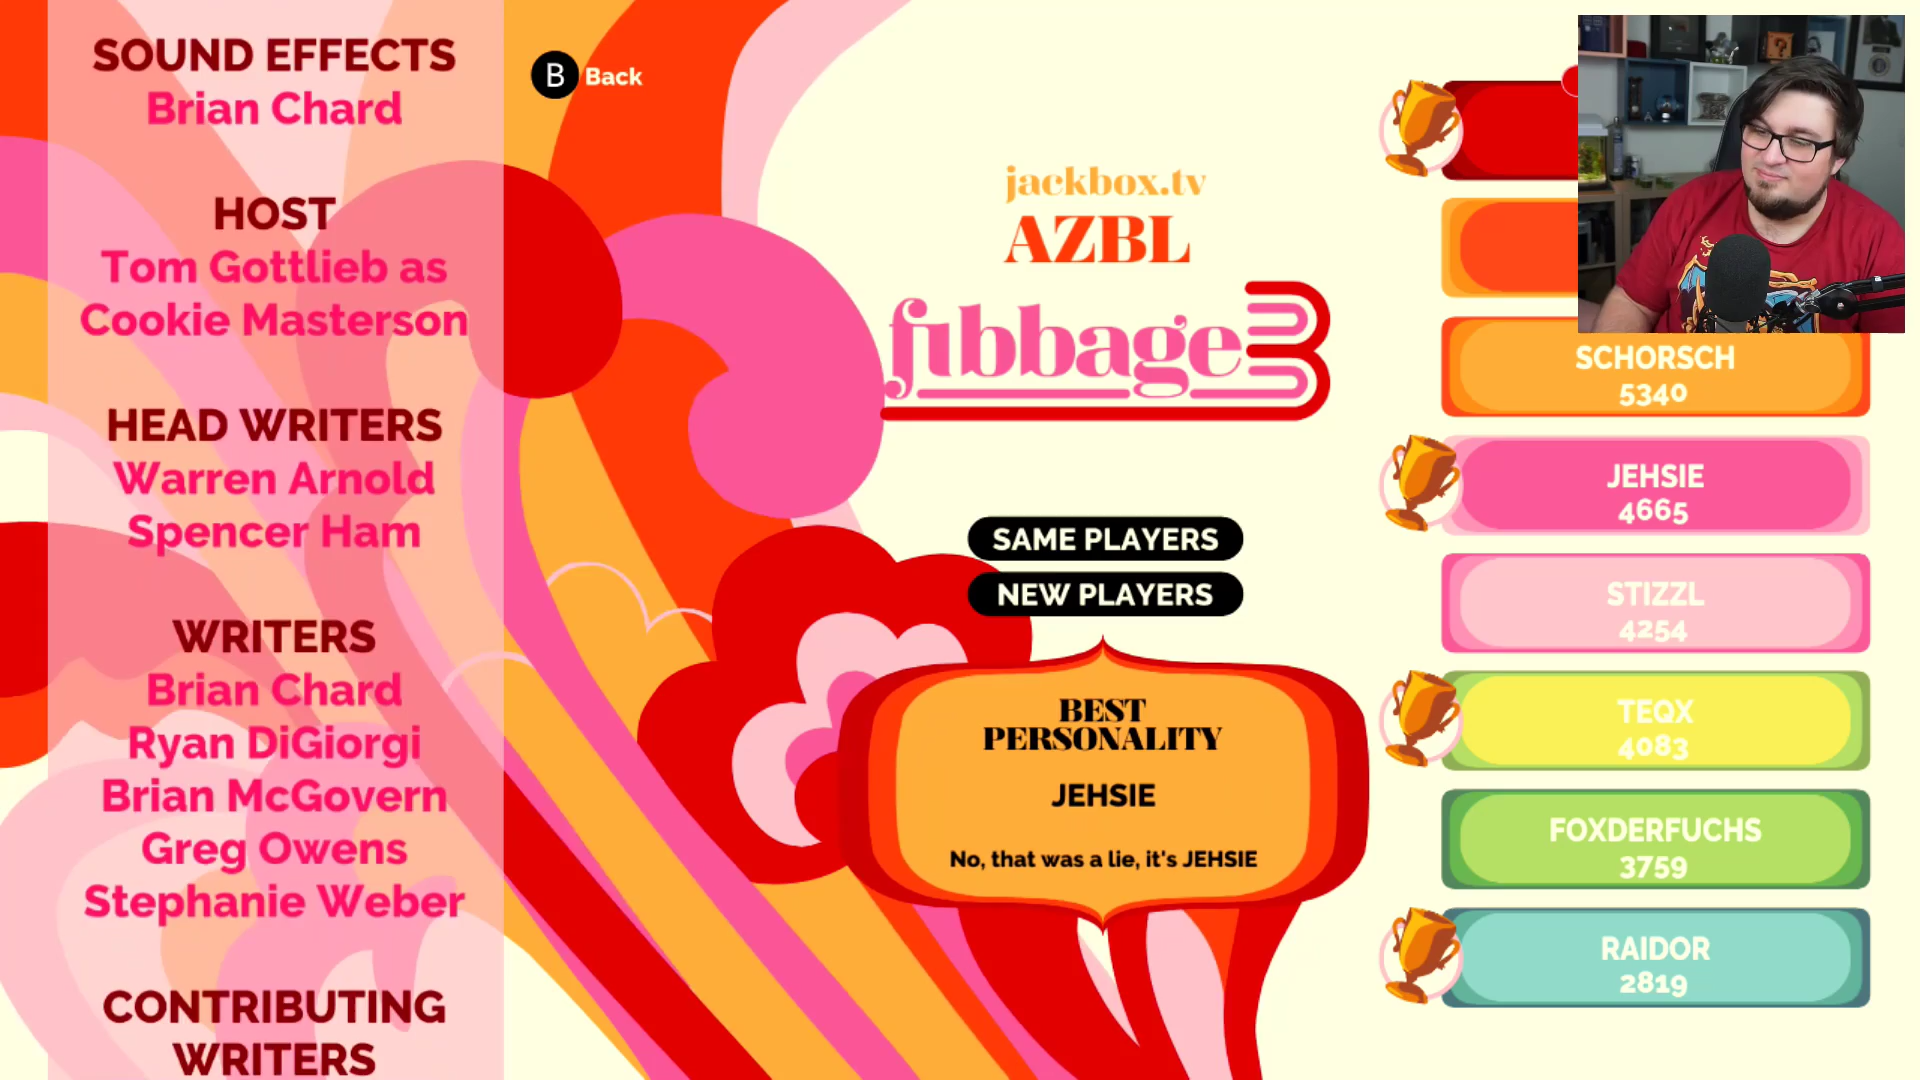 SOUND EFFECTS
Brian Chard
HOST
Tom Gottlieb as
Cookie Masterson
HEAD WRITERS
Warren Arnold
Spencer Ham
WRITERS
Brian Chard
Ryan DiGiorgi
Brian McGovern
Greg Owens
Stephanie Weber
CONTRIBUTING
WRITERS
B Back
jackbox.tv
AZBL
fibbage 3
SAME PLAYERS
NEW PLAYERS
BEST
PERSONALITY
JEHSIE
No, that was a lie, it's JEHSIE
SCHORSCH
5340
JEHSIE
4665
STIZZL
4254
TEQX
4083
FOXDERFUCHS
3759
RAIDOR
2819